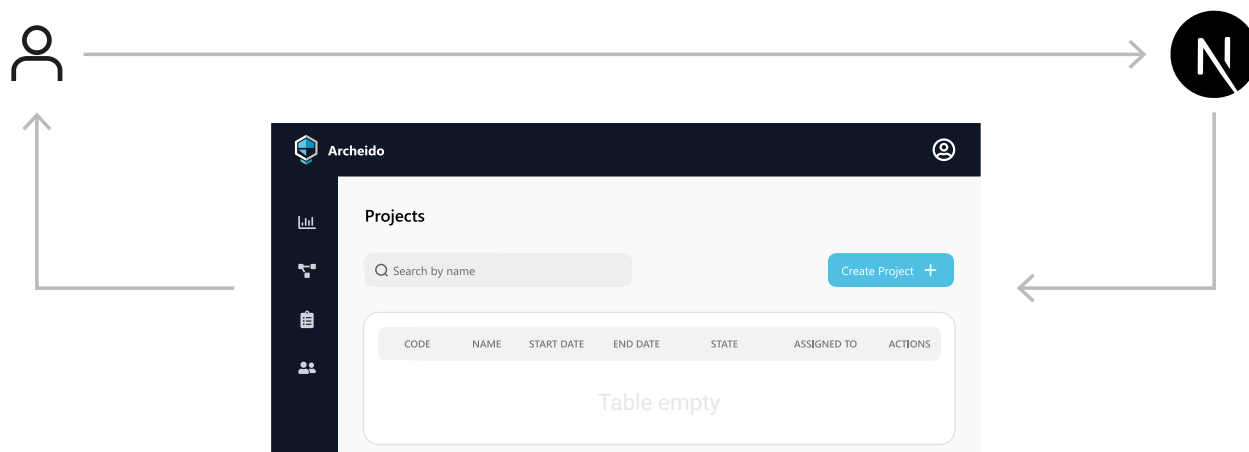 Archeido
Projects
Search by name
Create Project +
CODE NAME START DATE END DATE STATE ASSIGNED TO ACTIONS
Table empty